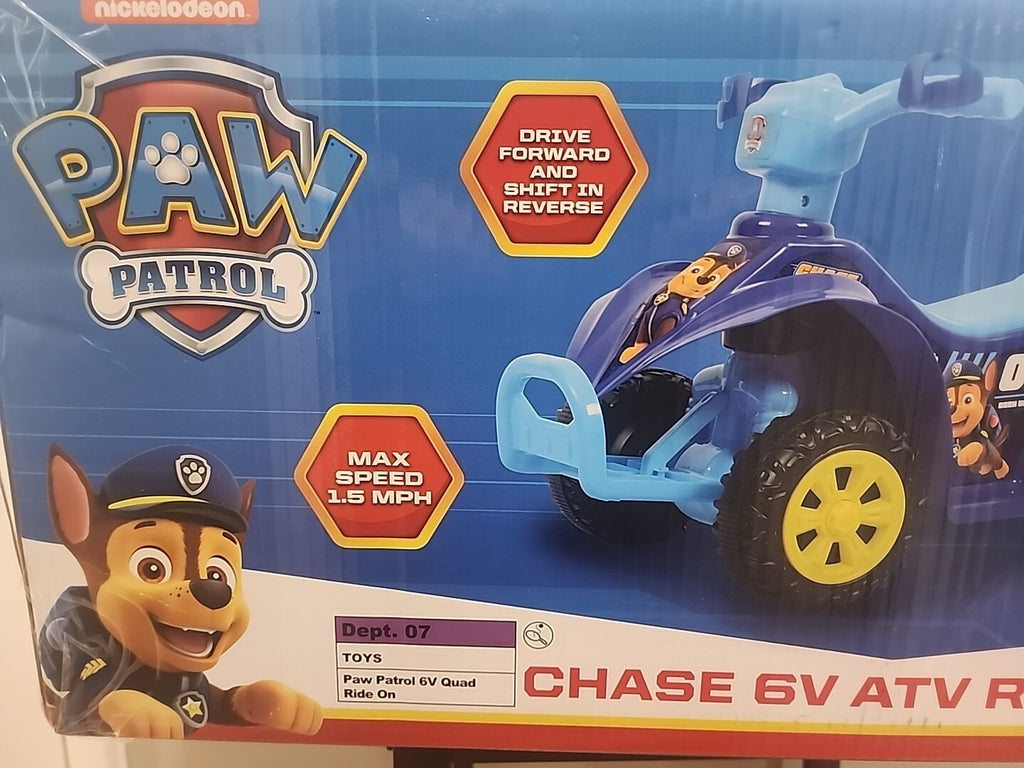 nickelodeon
PAW
PATROL
DRIVE
FORWARD
AND
SHIFT IN
REVERSE
CHASE
MAX
SPEED
1.5 MPH
Dept. 07
TOYS
Paw Patrol 6V Quad
Ride On
CHASE 6V ATV R